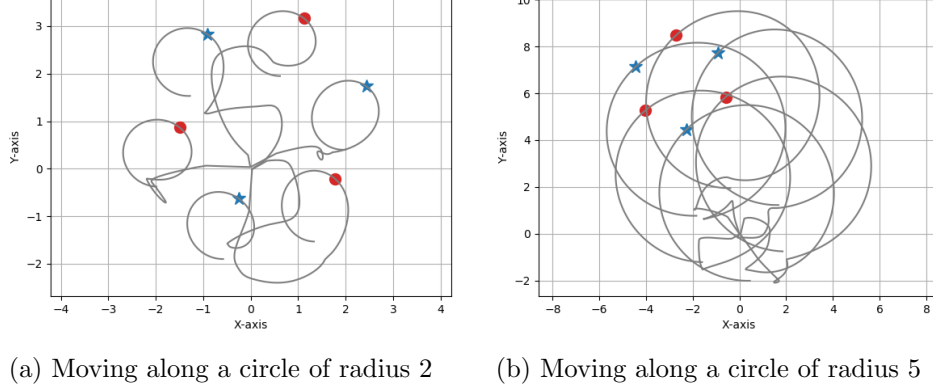 3
2
1
0
−1
−2
Y-axis
−4 −3 −2 −1 0 1 2 3 4
X-axis
10
8
6
4
2
0
−2
Y-axis
−8 −6 −4 −2 0 2 4 6 8
X-axis
(a) Moving along a circle of radius 2
(b) Moving along a circle of radius 5